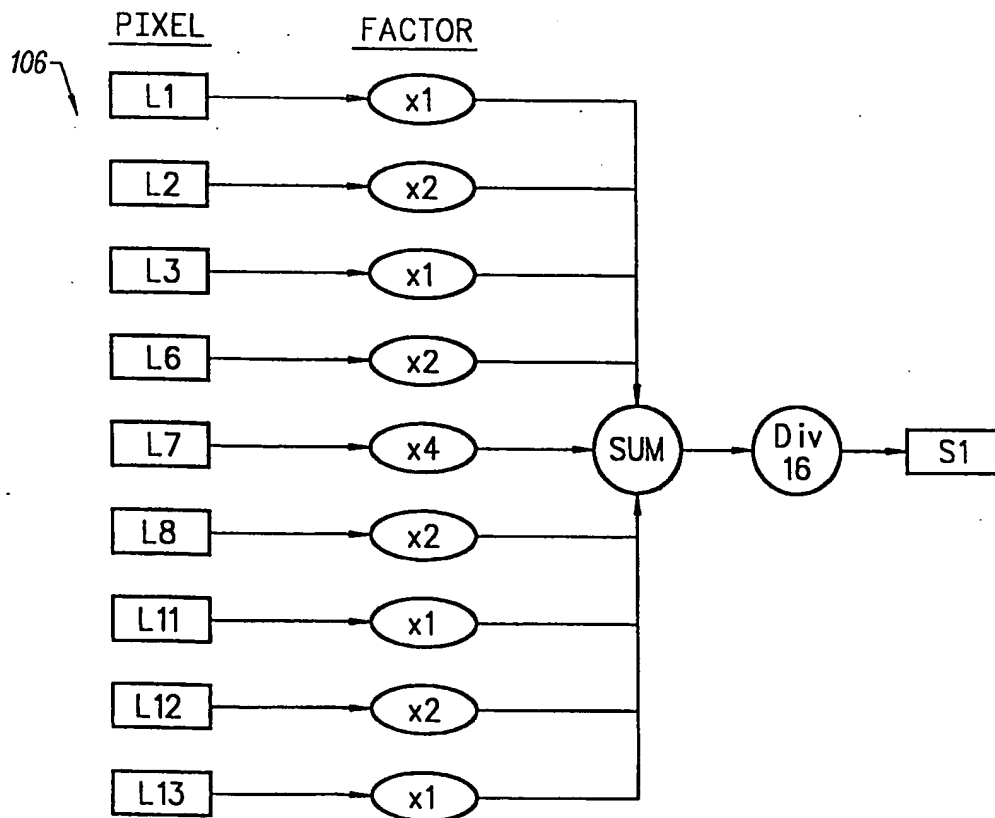 PIXEL FACTOR
106
L1 x1
L2 x2
L3 x1
L6 x2
L7 x4 SUM Div 16 S1
L8 x2
L11 x1
L12 x2
L13 x1